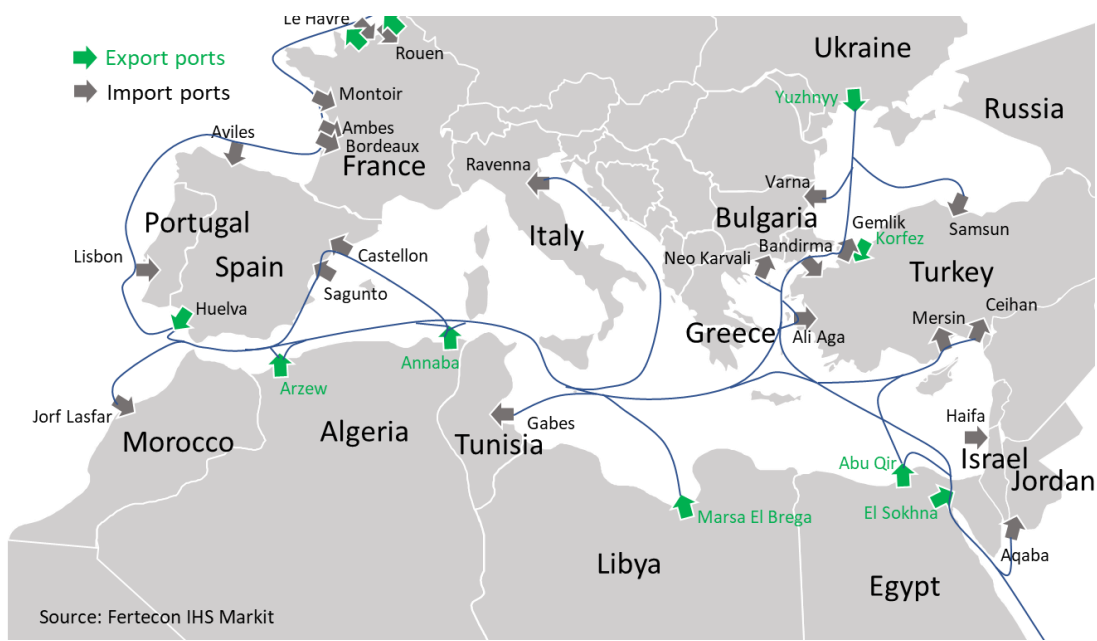 Le Havre
Export ports
Rouen
Ukraine
Import ports
Montoir
Yuzhnyy
Russia
Aviles
Ambes
Bordeaux
France
Ravenna
Varna
Portugal
Bulgaria
Gemlik
Samsun
Italy
Bandirma
Korfez
Lisbon
Spain
Castellon
Neo Karvali
Turkey
Sagunto
Ceihan
Huelva
Mersin
Greece
Ali Aga
Annaba
Arzew
Jorf Lasfar
Haifa
Morocco
Algeria
Tunisia
Gabes
Abu Qir
Israel
Jordan
Marsa El Brega
El Sokhna
Aqaba
Libya
Egypt
Source: Fertecon IHS Markit